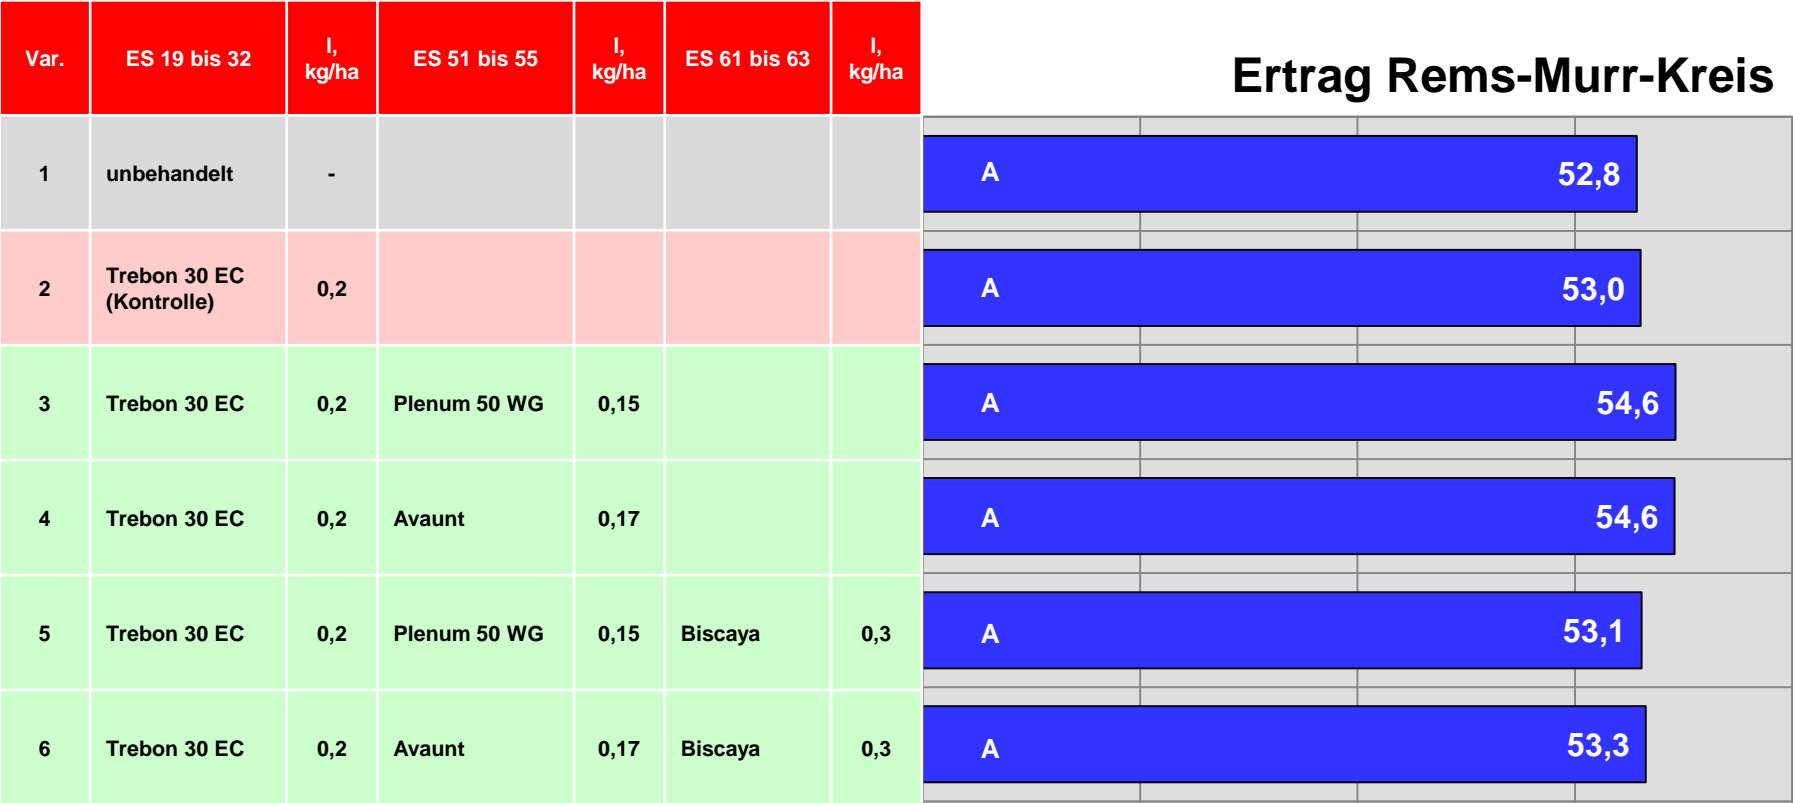 Var.
ES 19 bis 32
l,
kg/ha
ES 51 bis 55
l,
kg/ha
ES 61 bis 63
l,
kg/ha
Ertrag Rems-Murr-Kreis
1
unbehandelt
-
A
52,8
2
Trebon 30 EC
(Kontrolle)
0,2
A
53,0
3
Trebon 30 EC
0,2
Plenum 50 WG
0,15
A
54,6
4
Trebon 30 EC
0,2
Avaunt
0,17
A
54,6
5
Trebon 30 EC
0,2
Plenum 50 WG
0,15
Biscaya
0,3
A
53,1
6
Trebon 30 EC
0,2
Avaunt
0,17
Biscaya
0,3
A
53,3